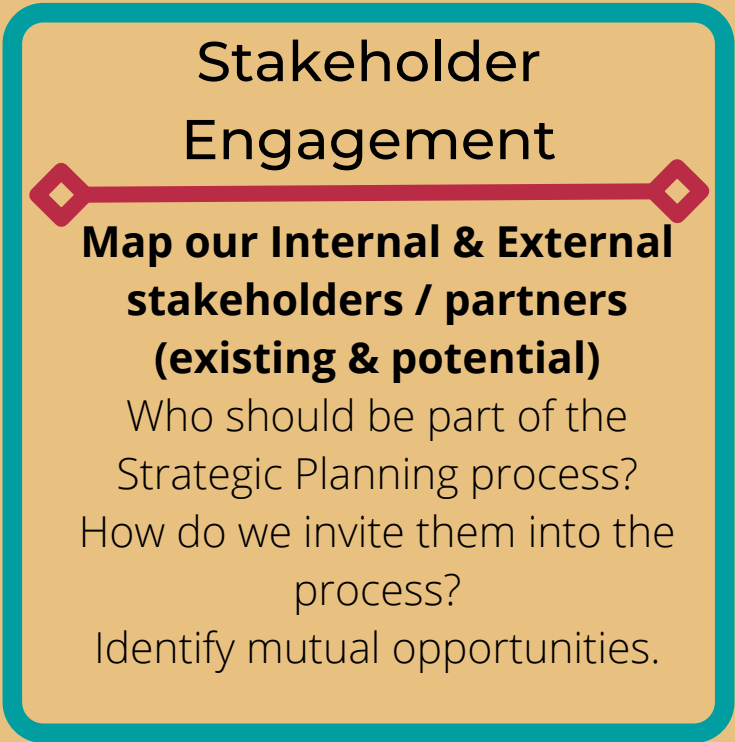 Stakeholder
Engagement
Map our Internal & External
stakeholders / partners
(existing & potential)
Who should be part of the
Strategic Planning process?
How do we invite them into the
process?
Identify mutual opportunities.